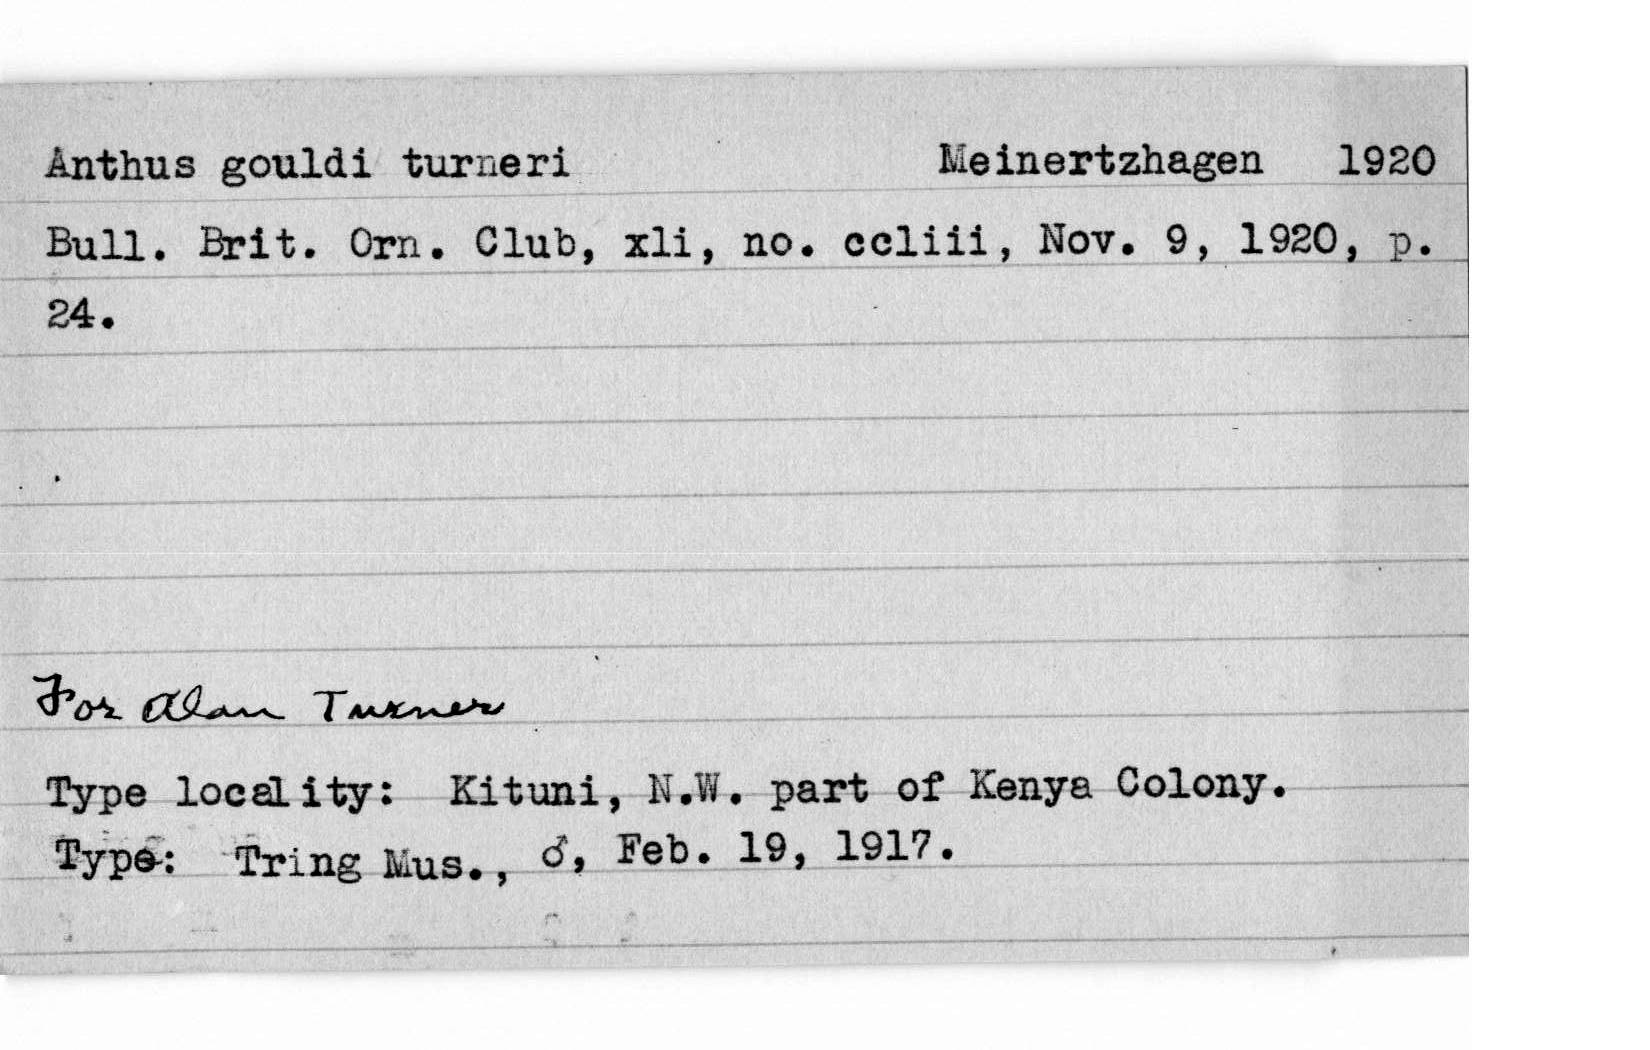 Anthus gouldi turneri Meinertzhagen 1920
Bull. Brit. Orn. Club, xli, no. ccliii, Nov. 9, 1920, p.
24.
For Alan Turner
Type locality: Kituni, N.W. part of Kenya Colony.
Type: Tring Mus., ♂, Feb. 19, 1917.